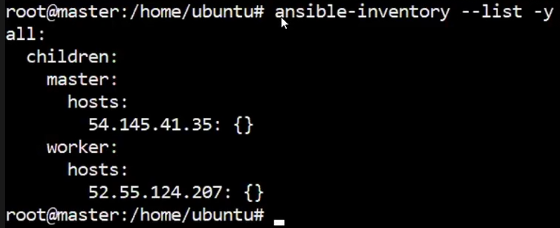 root@master:/home/ubuntu# ansible-inventory --list -y
all:
  children:
    master:
      hosts:
        54.145.41.35: {}
    worker:
      hosts:
        52.55.124.207: {}
root@master:/home/ubuntu#